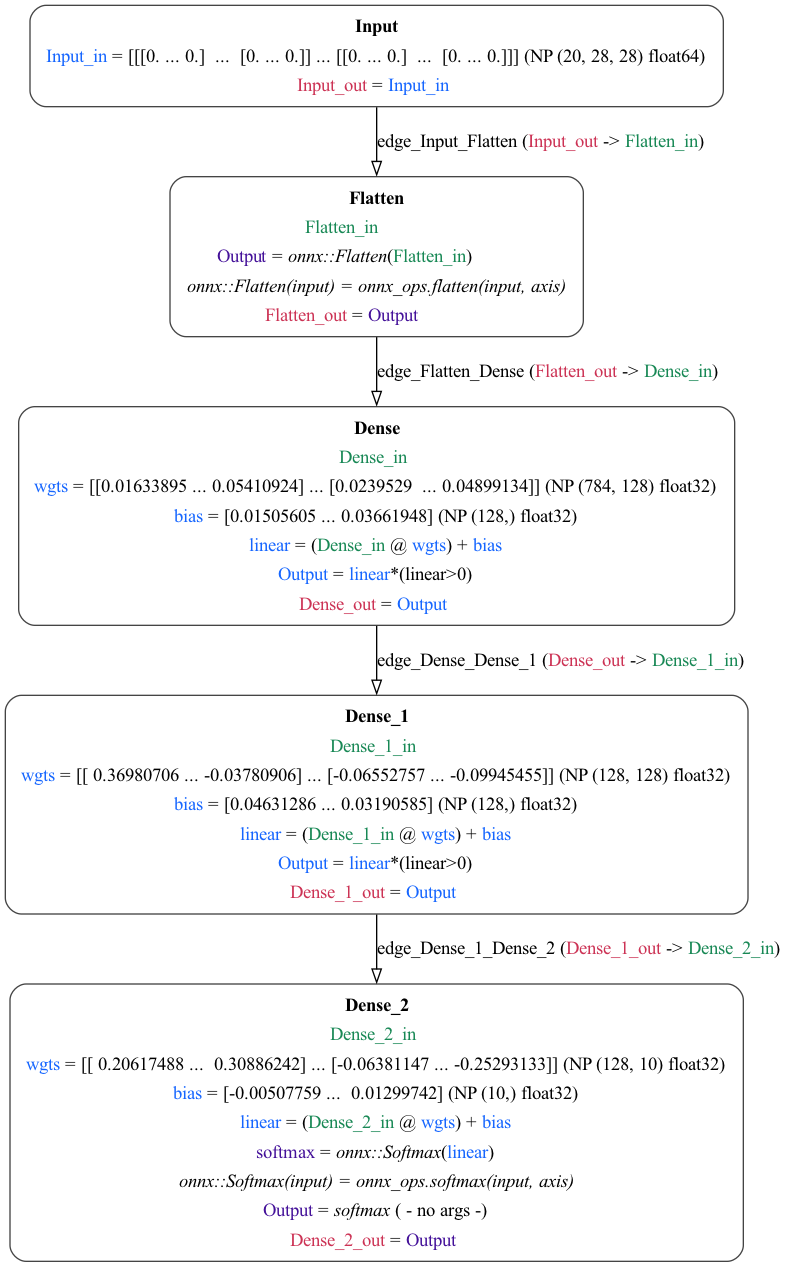 Input
Input_in = [[[0. ... 0.]  ...  [0. ... 0.]] ... [[0. ... 0.]  ...  [0. ... 0.]]] (NP (20, 28, 28) float64)
Input_out = Input_in
edge_Input_Flatten (Input_out -> Flatten_in)
Flatten
Flatten_in
Output = onnx::Flatten(Flatten_in)
onnx::Flatten(input) = onnx_ops.flatten(input, axis)
Flatten_out = Output
edge_Flatten_Dense (Flatten_out -> Dense_in)
Dense
Dense_in
wgts = [[0.01633895 ... 0.05410924] ... [0.0239529  ... 0.04899134]] (NP (784, 128) float32)
bias = [0.01505605 ... 0.03661948] (NP (128,) float32)
linear = (Dense_in @ wgts) + bias
Output = linear*(linear>0)
Dense_out = Output
edge_Dense_Dense_1 (Dense_out -> Dense_1_in)
Dense_1
Dense_1_in
wgts = [[ 0.36980706 ... -0.03780906] ... [-0.06552757 ... -0.09945455]] (NP (128, 128) float32)
bias = [0.04631286 ... 0.03190585] (NP (128,) float32)
linear = (Dense_1_in @ wgts) + bias
Output = linear*(linear>0)
Dense_1_out = Output
edge_Dense_1_Dense_2 (Dense_1_out -> Dense_2_in)
Dense_2
Dense_2_in
wgts = [[ 0.20617488 ...  0.30886242] ... [-0.06381147 ... -0.25293133]] (NP (128, 10) float32)
bias = [-0.00507759 ...  0.01299742] (NP (10,) float32)
linear = (Dense_2_in @ wgts) + bias
softmax = onnx::Softmax(linear)
onnx::Softmax(input) = onnx_ops.softmax(input, axis)
Output = softmax ( - no args -)
Dense_2_out = Output